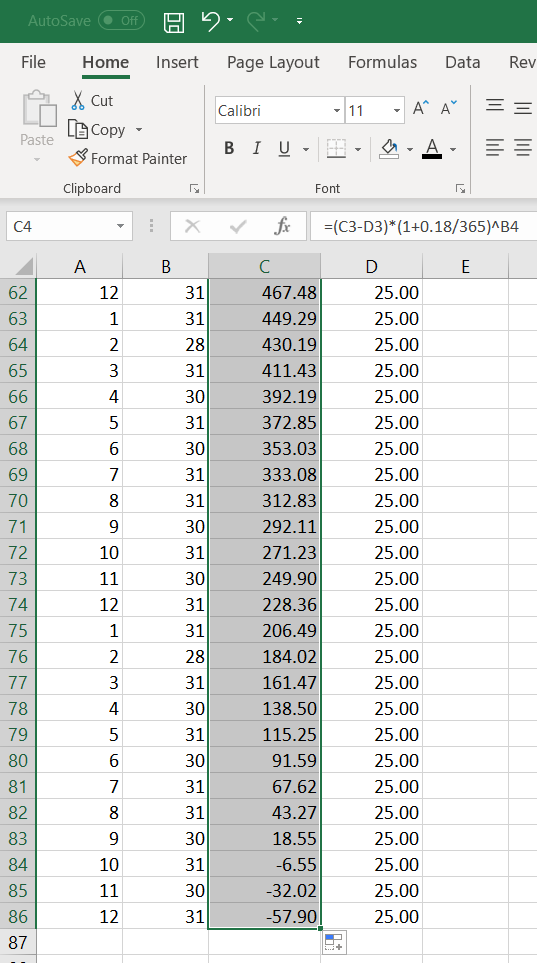 AutoSave Off
File Home Insert Page Layout Formulas Data Rev
Paste
Cut
Copy
Format Painter
Clipboard
Calibri 11 A A
B I U A
Font
C4 fx =(C3-D3)*(1+0.18/365)^B4
A B C D E
62 12 31 467.48 25.00
63 1 31 449.29 25.00
64 2 28 430.19 25.00
65 3 31 411.43 25.00
66 4 30 392.19 25.00
67 5 31 372.85 25.00
68 6 30 353.03 25.00
69 7 31 333.08 25.00
70 8 31 312.83 25.00
71 9 30 292.11 25.00
72 10 31 271.23 25.00
73 11 30 249.90 25.00
74 12 31 228.36 25.00
75 1 31 206.49 25.00
76 2 28 184.02 25.00
77 3 31 161.47 25.00
78 4 30 138.50 25.00
79 5 31 115.25 25.00
80 6 30 91.59 25.00
81 7 31 67.62 25.00
82 8 31 43.27 25.00
83 9 30 18.55 25.00
84 10 31 -6.55 25.00
85 11 30 -32.02 25.00
86 12 31 -57.90 25.00
87